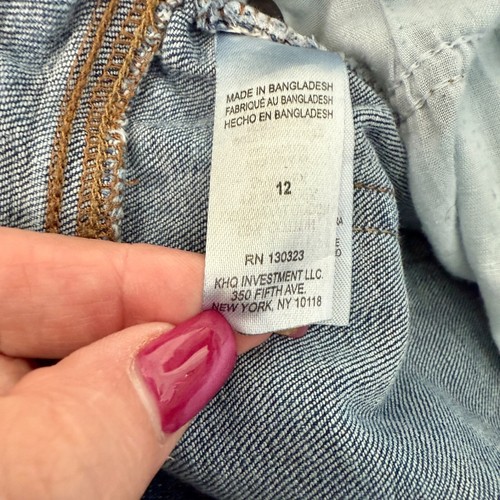 MADE IN BANGLADESH
FABRIQUÉ AU BANGLADESH
HECHO EN BANGLADESH
12
RN 130323
KHQ INVESTMENT LLC.
350 FIFTH AVE.
NEW YORK, NY 10118